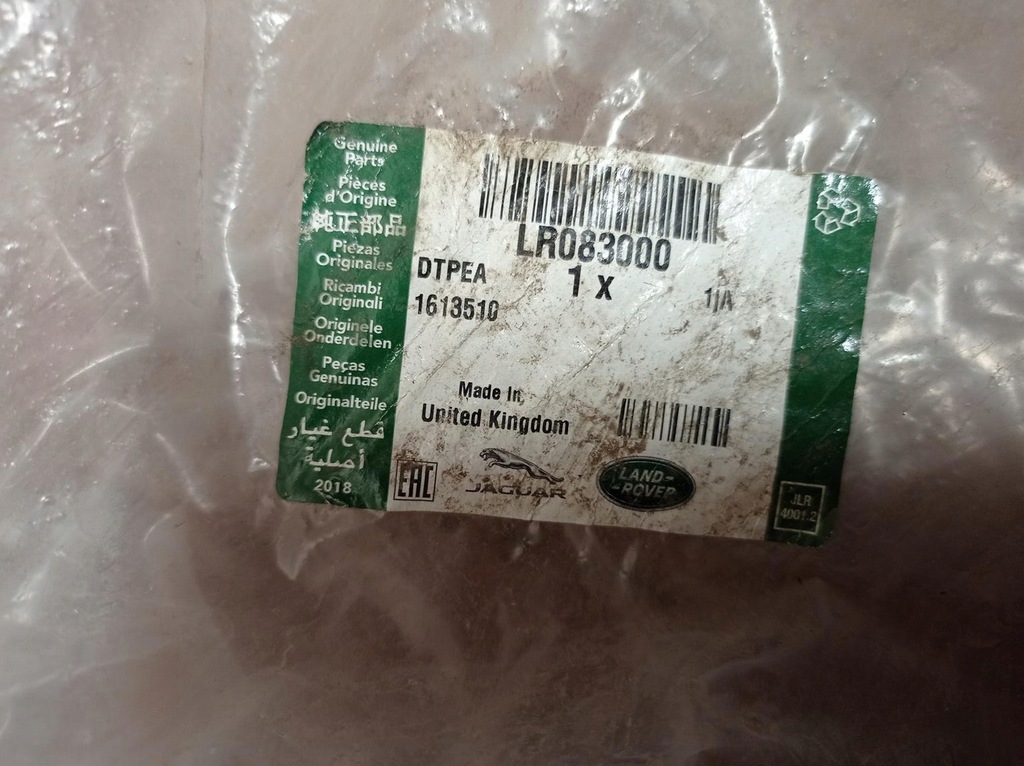 Genuine
Parts
Pièces
d'Origine
純正部品
Piezas
Originales
Ricambi
Originali
Originele
Onderdelen
Peças
Genuinas
Originalteile
قطع غيار
أصلية
2018
LR083000
DTPEA
1 X
1/A
1613510
Made In
United Kingdom
EAC
JAGUAR
LAND-
-ROVER
JLR
4001.2